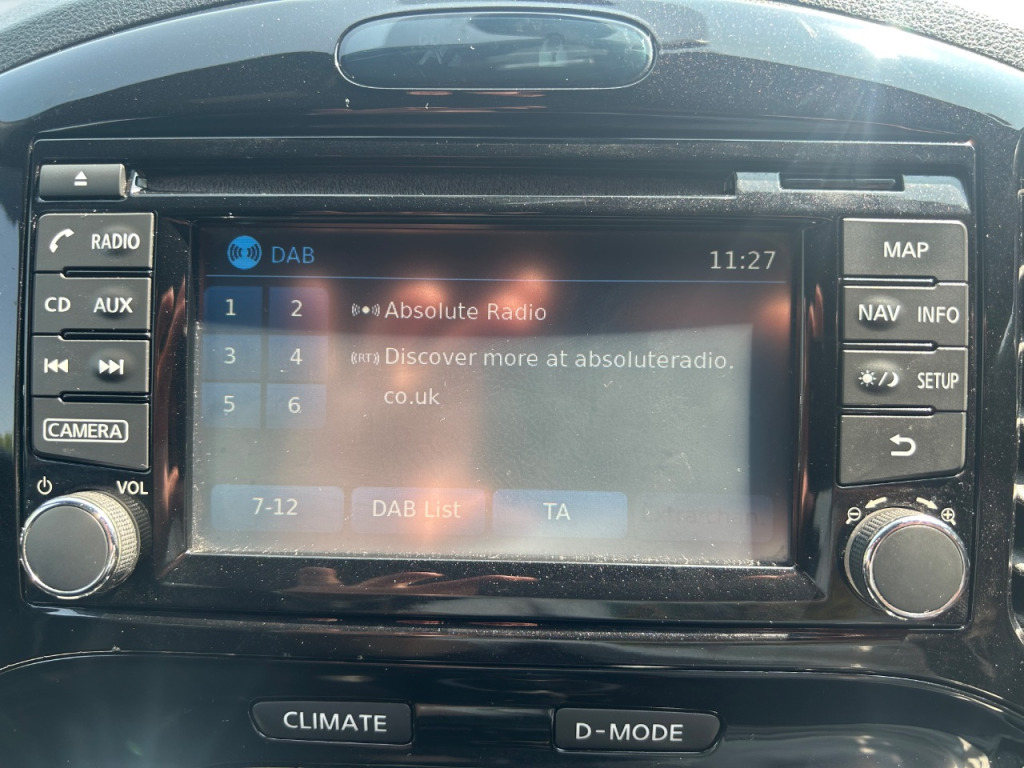 RADIO
MAP
DAB
11:27
CD AUX
1 2
Absolute Radio
NAV INFO
3 4
(RT) Discover more at absoluteradio.
SETUP
5 6
co.uk
CAMERA
VOL
7-12
DAB List
TA
CLIMATE
D-MODE